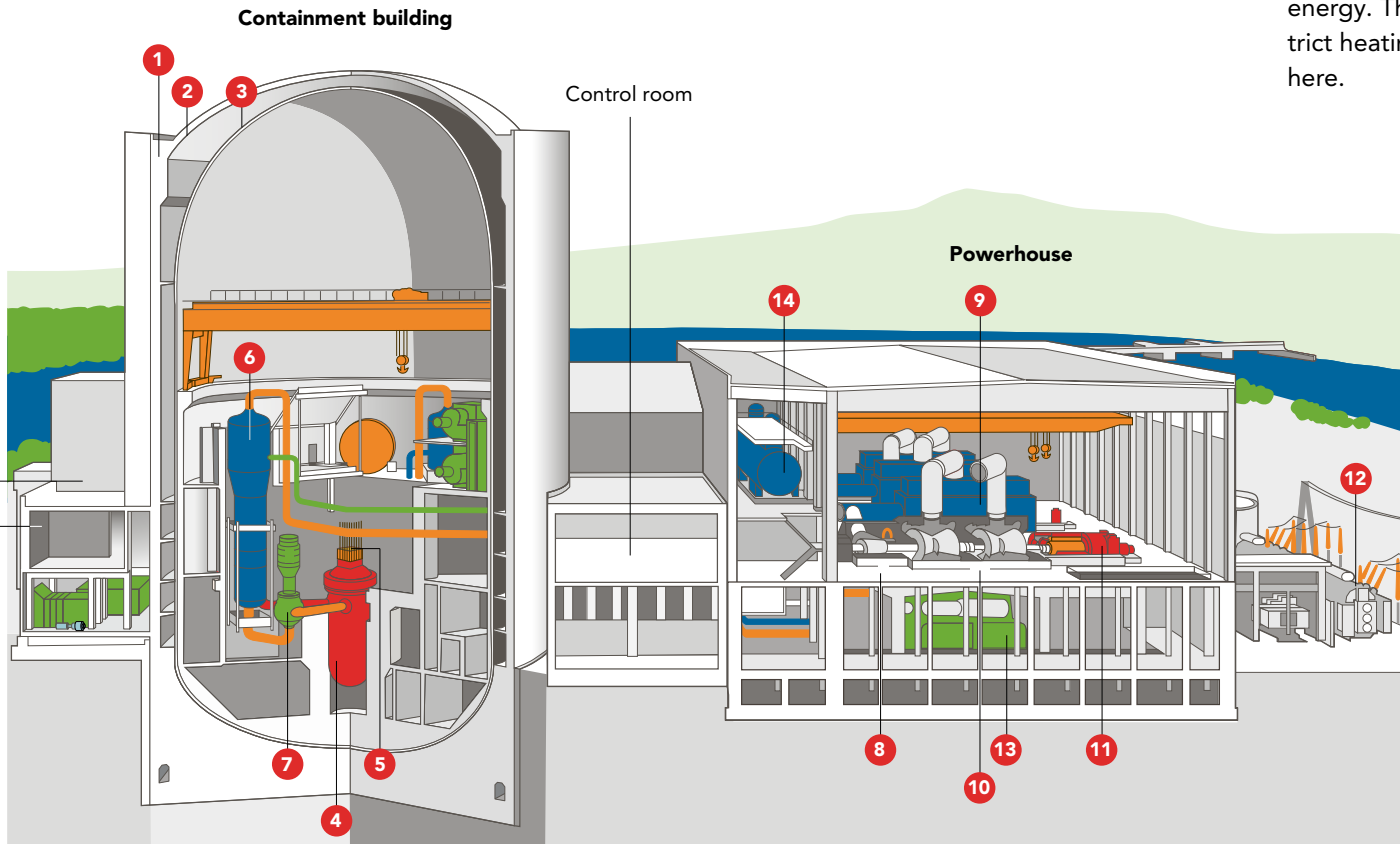 Containment building
energy. Th
trict heatin
here.
1
2
3
Control room
Powerhouse
14
9
6
12
11
5
7
8
13
10
4